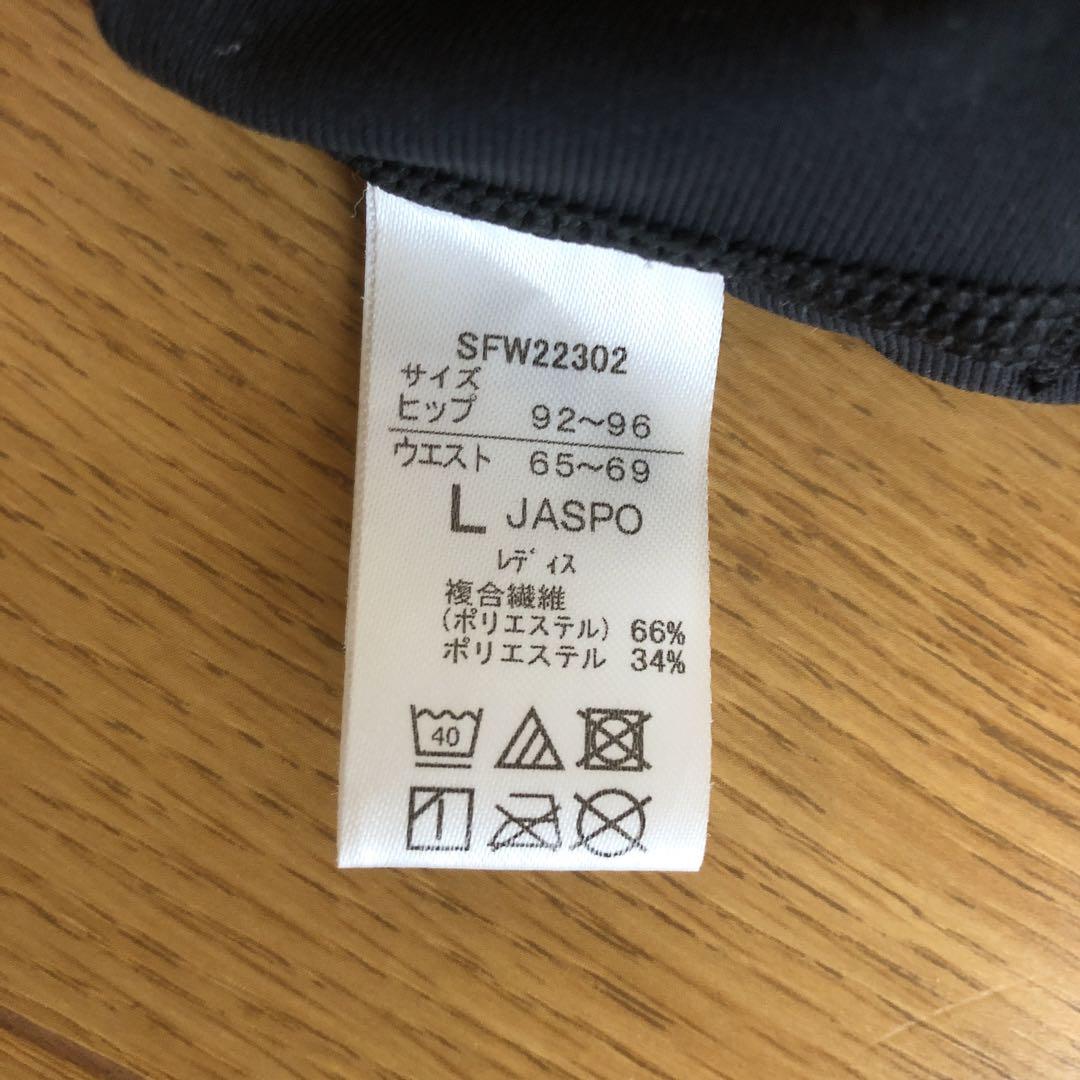 SFW22302
サイズ
ヒップ 92〜96
ウエスト 65〜69
L JASPO
ﾚﾃﾞｨｽ
複合繊維
(ポリエステル) 66%
ポリエステル 34%
40